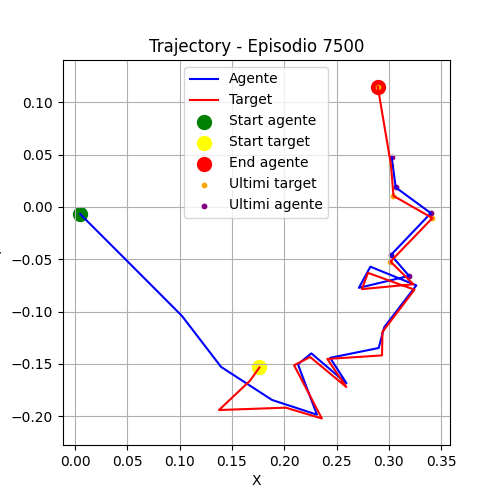 Trajectory - Episodio 7500
Agente
Target
Start agente
Start target
End agente
Ultimi target
Ultimi agente
0.10
0.05
0.00
−0.05
−0.10
−0.15
−0.20
0.00 0.05 0.10 0.15 0.20 0.25 0.30 0.35
X